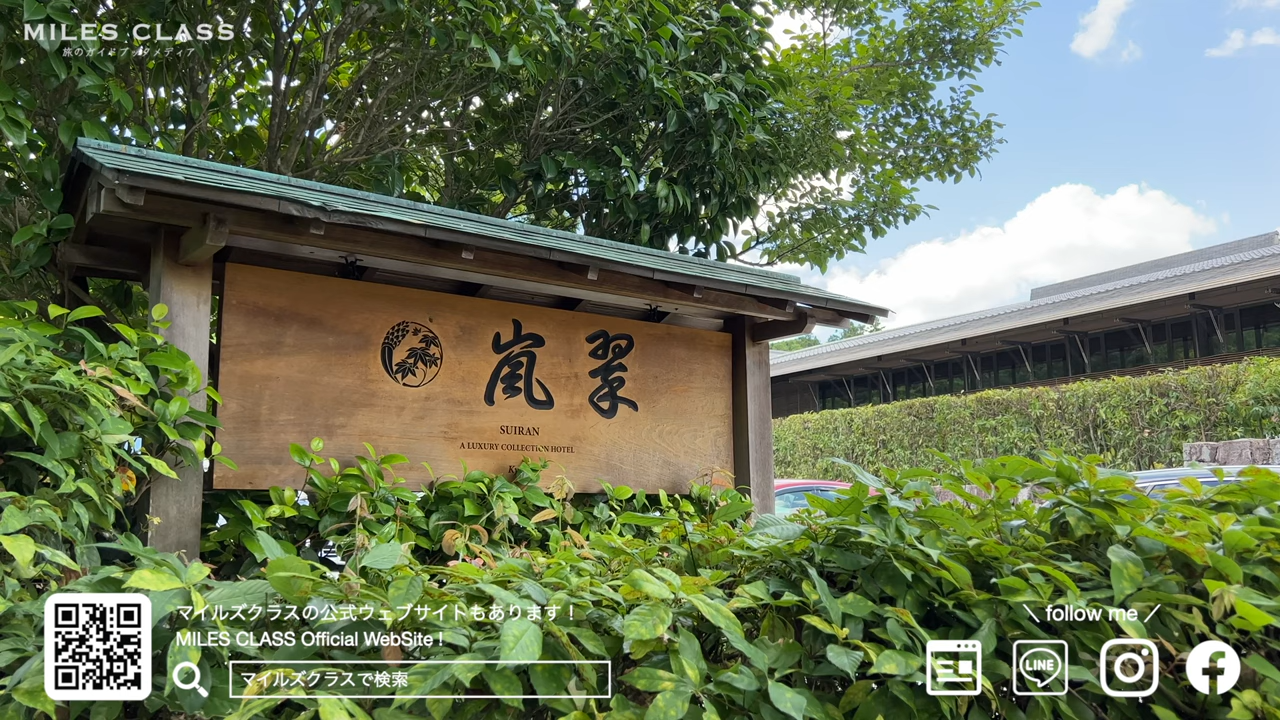 MILES CLASS
旅のガイドブックメディア
嵐翠
SUIRAN
A LUXURY COLLECTION HOTEL
マイルズクラスの公式ウェブサイトもあります！
MILES CLASS Official WebSite !
マイルズクラスで検索
＼ follow me ／
LINE